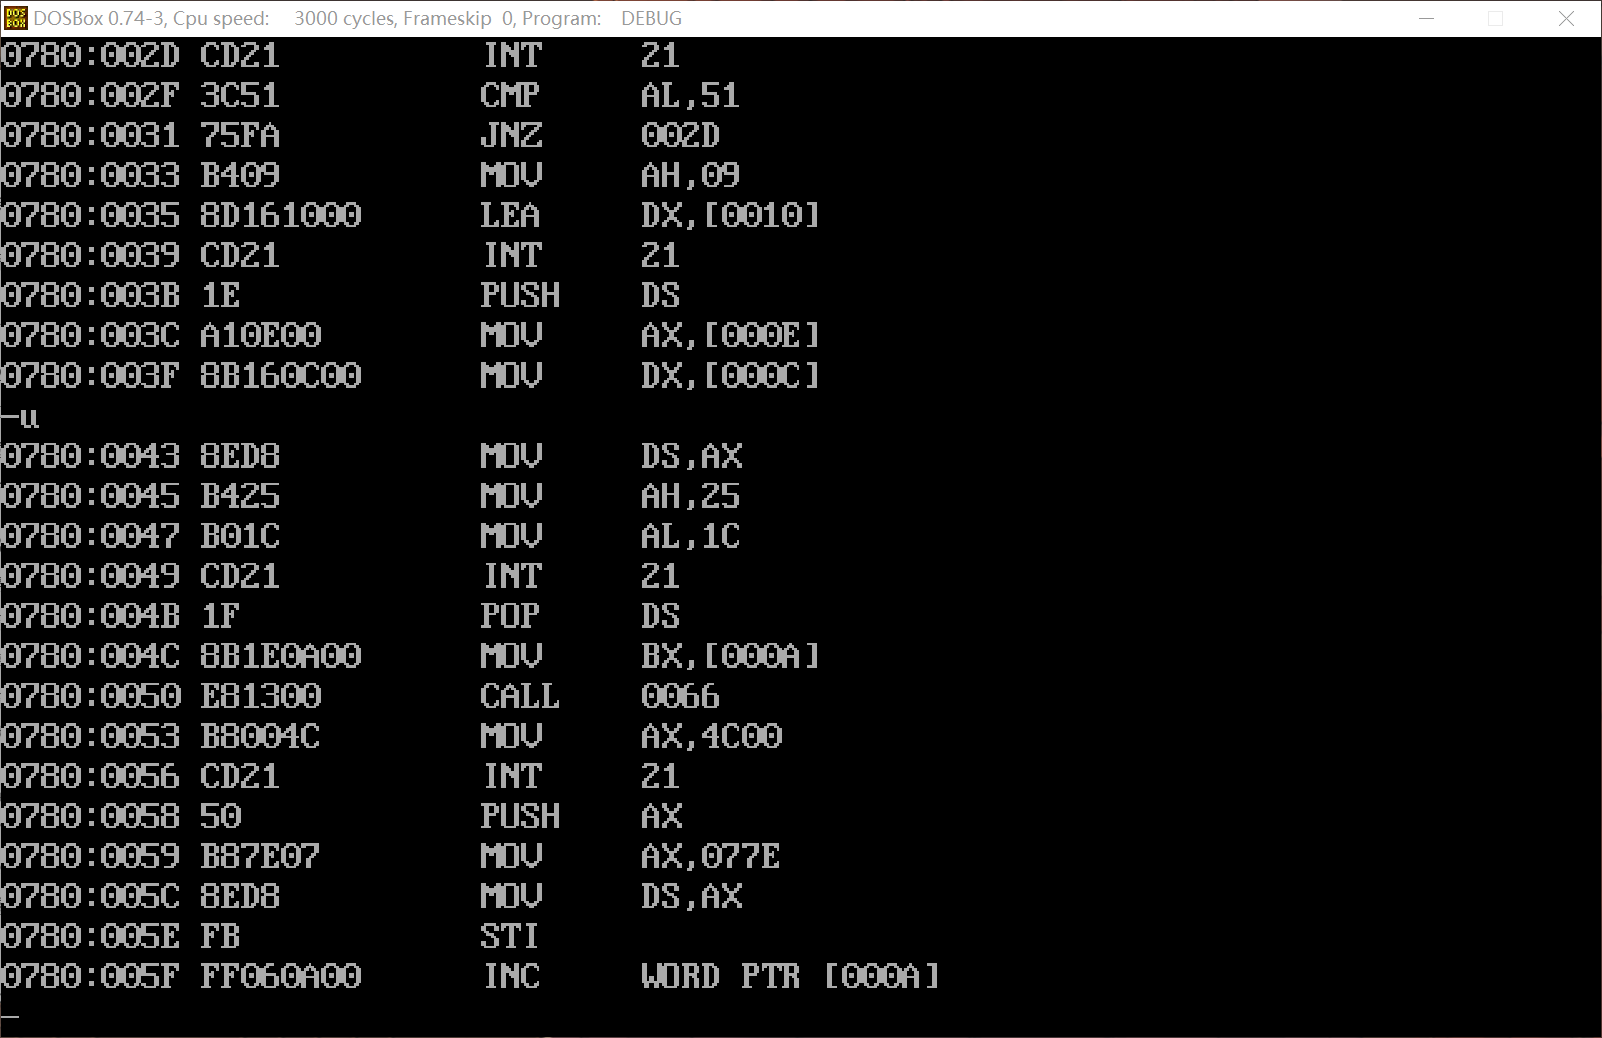 DOS BOX DOSBox 0.74-3, Cpu speed: 3000 cycles, Frameskip 0, Program: DEBUG
0780:002D CD21 INT 21
0780:002F 3C51 CMP AL,51
0780:0031 75FA JNZ 002D
0780:0033 B409 MOV AH,09
0780:0035 8D161000 LEA DX,[0010]
0780:0039 CD21 INT 21
0780:003B 1E PUSH DS
0780:003C A10E00 MOV AX,[000E]
0780:003F 8B160C00 MOV DX,[000C]
-u
0780:0043 8ED8 MOV DS,AX
0780:0045 B425 MOV AH,25
0780:0047 B01C MOV AL,1C
0780:0049 CD21 INT 21
0780:004B 1F POP DS
0780:004C 8B1E0A00 MOV BX,[000A]
0780:0050 E81300 CALL 0066
0780:0053 B8004C MOV AX,4C00
0780:0056 CD21 INT 21
0780:0058 50 PUSH AX
0780:0059 B87E07 MOV AX,077E
0780:005C 8ED8 MOV DS,AX
0780:005E FB STI
0780:005F FF060A00 INC WORD PTR [000A]